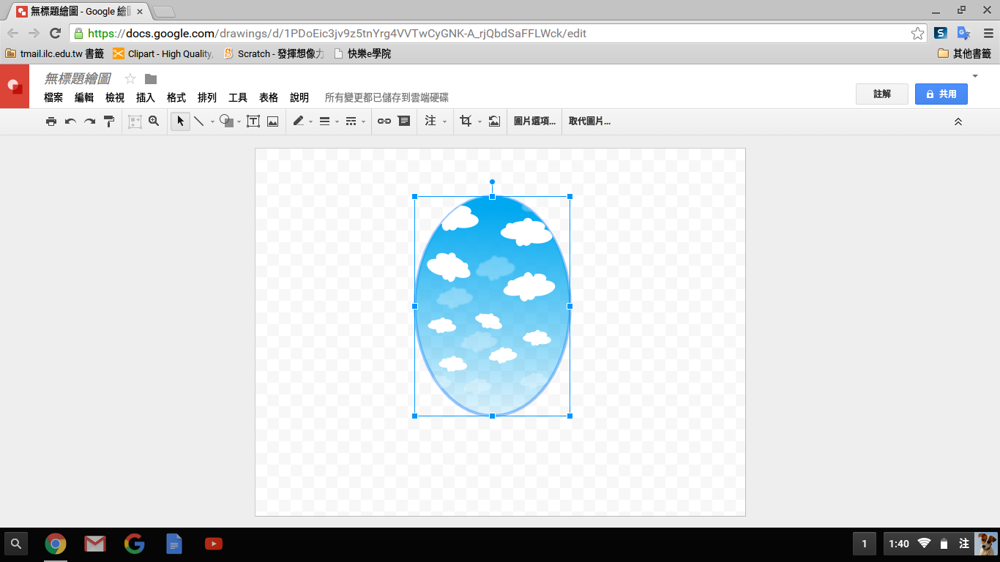 無標題繪圖 - Google 繪圖
https://docs.google.com/drawings/d/1PDoEic3jv9z5tnYrg4VVTwCyGNK-A_rjQbdSaFFLWck/edit
tmail.ilc.edu.tw 書籤 Clipart - High Quality, Scratch - 發揮想像力 快樂e學院 其他書籤
無標題繪圖
檔案 編輯 檢視 插入 格式 排列 工具 表格 說明 所有變更都已儲存到雲端硬碟
註解 共用
注 圖片選項... 取代圖片...
1 1:40 注